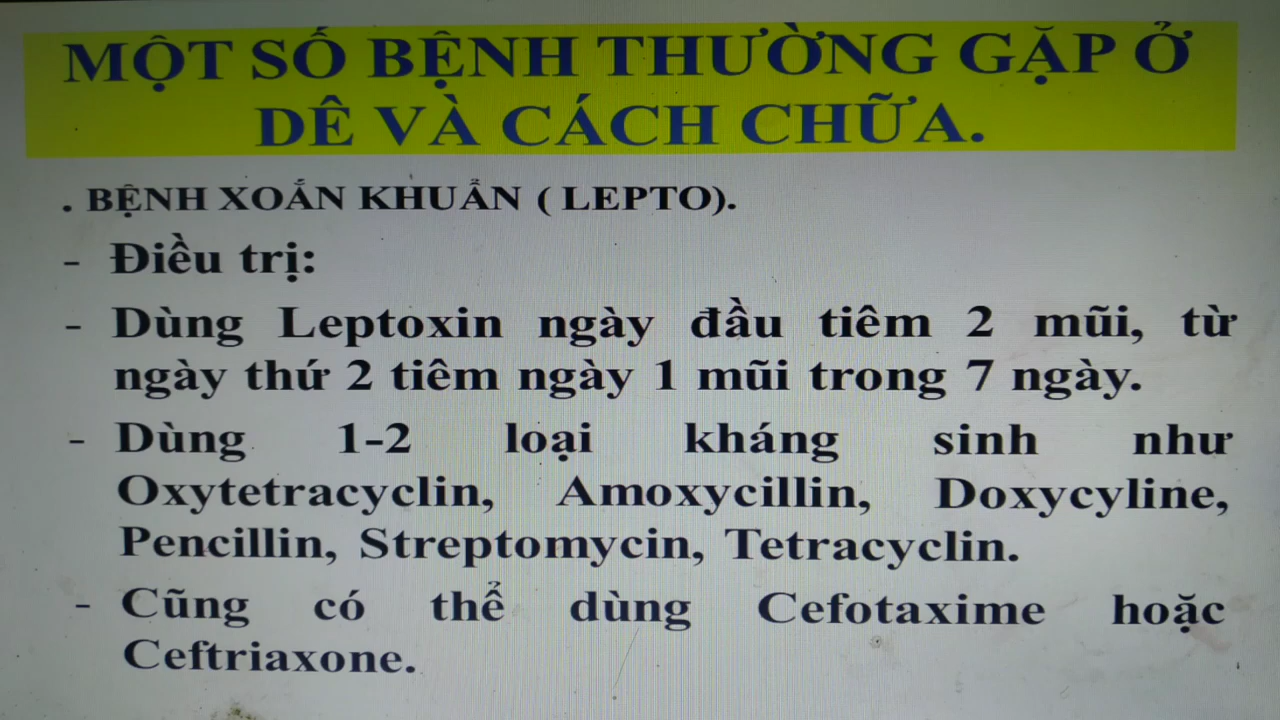 MỘT SỐ BỆNH THƯỜNG GẶP Ở
DÊ VÀ CÁCH CHỮA.
. BỆNH XOẮN KHUẨN ( LEPTO).
- Điều trị:
- Dùng Leptoxin ngày đầu tiêm 2 mũi, từ
ngày thứ 2 tiêm ngày 1 mũi trong 7 ngày.
- Dùng 1-2 loại kháng sinh như
Oxytetracyclin, Amoxycillin, Doxycyline,
Pencillin, Streptomycin, Tetracyclin.
- Cũng có thể dùng Cefotaxime hoặc
Ceftriaxone.